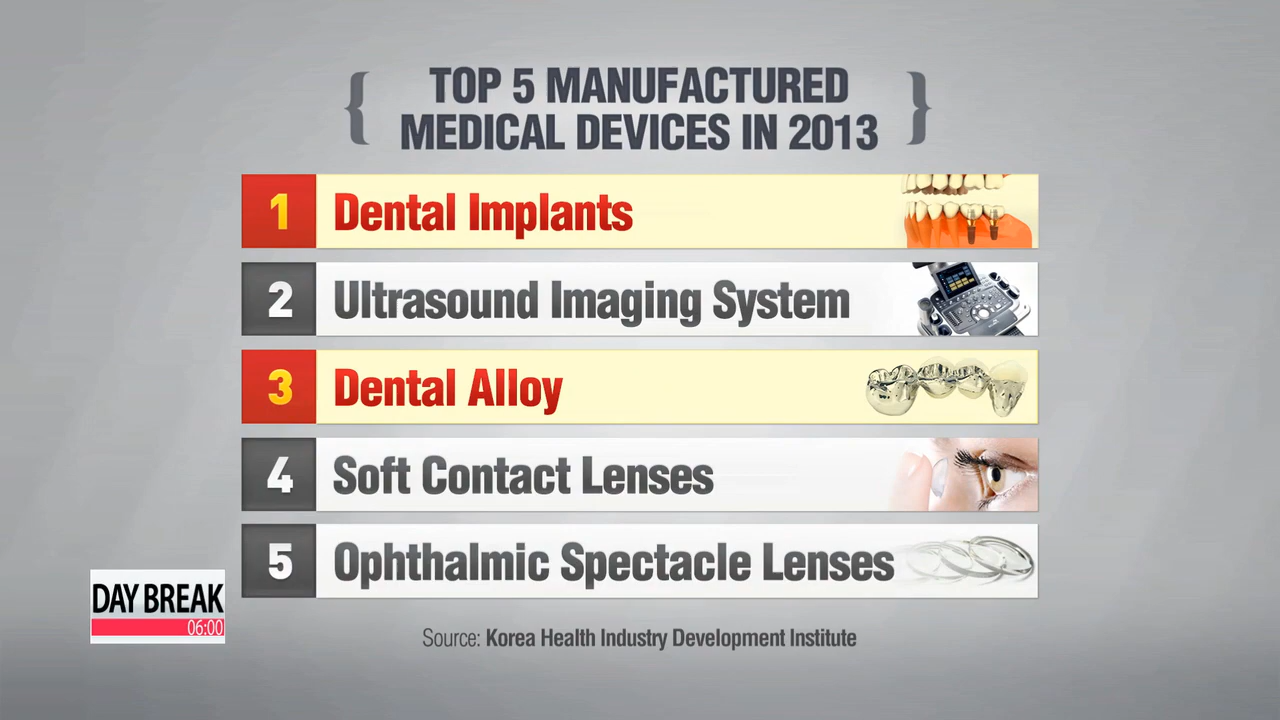 TOP 5 MANUFACTURED
MEDICAL DEVICES IN 2013
1 Dental Implants
2 Ultrasound Imaging System
3 Dental Alloy
4 Soft Contact Lenses
5 Ophthalmic Spectacle Lenses
DAY BREAK
06:00
Source: Korea Health Industry Development Institute